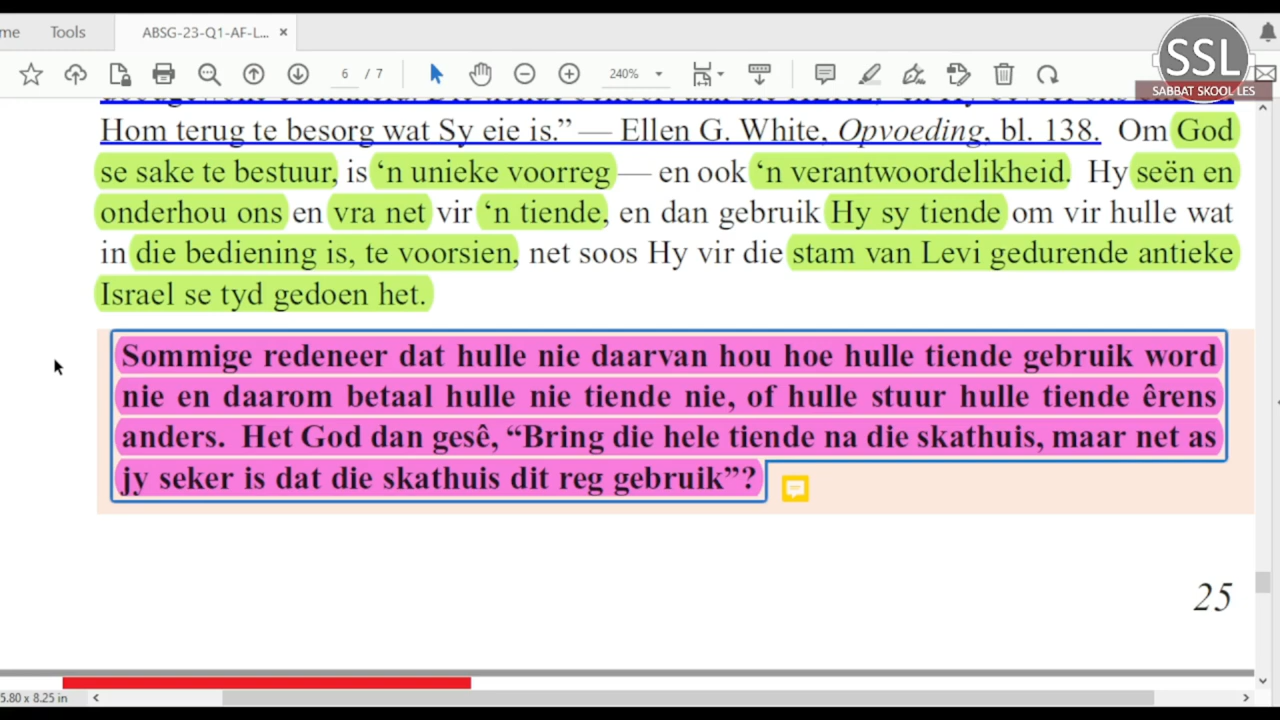 me Tools ABSG-23-Q1-AF-L... ×
SSL
SABBAT SKOOL LES
6 / 7 240%
Hom terug te besorg wat Sy eie is.” — Ellen G. White, Opvoeding, bl. 138. Om God
se sake te bestuur, is ‘n unieke voorreg — en ook ‘n verantwoordelikheid. Hy seën en
onderhou ons en vra net vir ‘n tiende, en dan gebruik Hy sy tiende om vir hulle wat
in die bediening is, te voorsien, net soos Hy vir die stam van Levi gedurende antieke
Israel se tyd gedoen het.
Sommige redeneer dat hulle nie daarvan hou hoe hulle tiende gebruik word
nie en daarom betaal hulle nie tiende nie, of hulle stuur hulle tiende êrens
anders. Het God dan gesê, “Bring die hele tiende na die skathuis, maar net as
jy seker is dat die skathuis dit reg gebruik”?
25
5.80 x 8.25 in